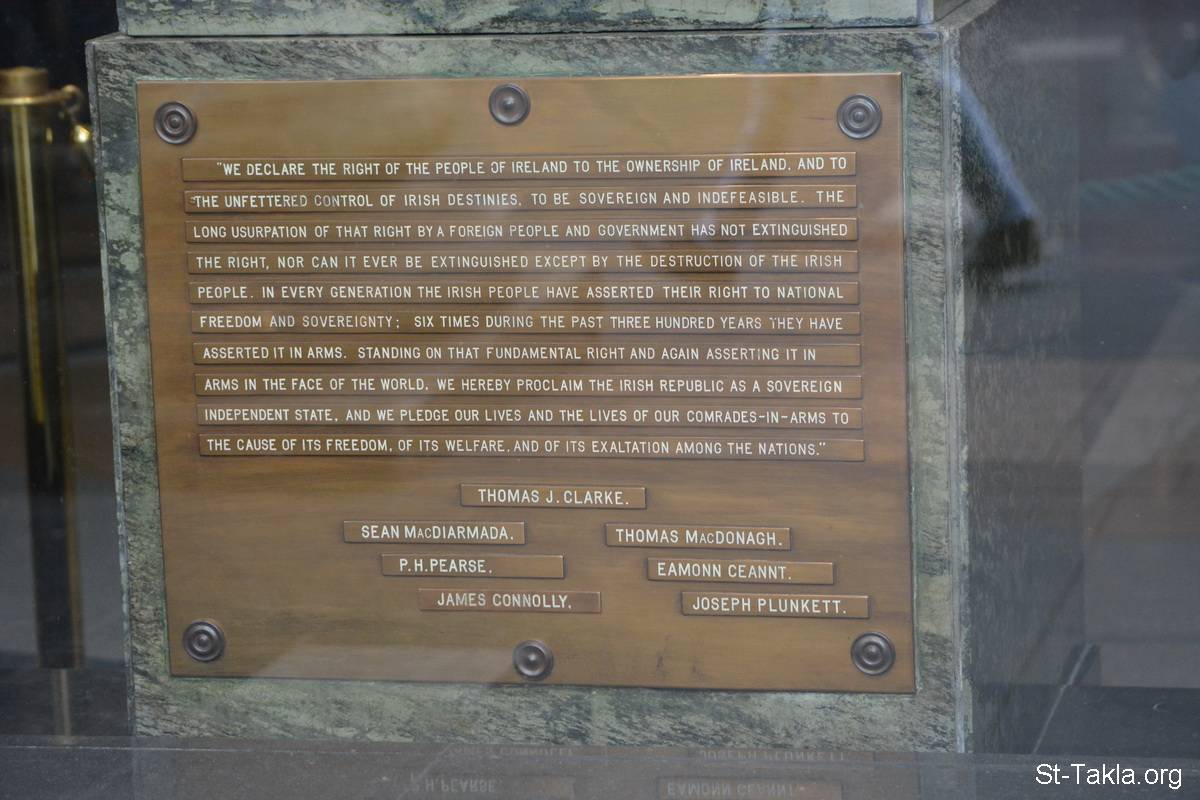 "WE DECLARE THE RIGHT OF THE PEOPLE OF IRELAND TO THE OWNERSHIP OF IRELAND, AND TO
THE UNFETTERED CONTROL OF IRISH DESTINIES, TO BE SOVEREIGN AND INDEFEASIBLE. THE
LONG USURPATION OF THAT RIGHT BY A FOREIGN PEOPLE AND GOVERNMENT HAS NOT EXTINGUISHED
THE RIGHT, NOR CAN IT EVER BE EXTINGUISHED EXCEPT BY THE DESTRUCTION OF THE IRISH
PEOPLE. IN EVERY GENERATION THE IRISH PEOPLE HAVE ASSERTED THEIR RIGHT TO NATIONAL
FREEDOM AND SOVEREIGNTY; SIX TIMES DURING THE PAST THREE HUNDRED YEARS THEY HAVE
ASSERTED IT IN ARMS. STANDING ON THAT FUNDAMENTAL RIGHT AND AGAIN ASSERTING IT IN
ARMS IN THE FACE OF THE WORLD, WE HEREBY PROCLAIM THE IRISH REPUBLIC AS A SOVEREIGN
INDEPENDENT STATE, AND WE PLEDGE OUR LIVES AND THE LIVES OF OUR COMRADES-IN-ARMS TO
THE CAUSE OF ITS FREEDOM, OF ITS WELFARE, AND OF ITS EXALTATION AMONG THE NATIONS."
THOMAS J. CLARKE.
SEAN MacDIARMADA. THOMAS MacDONAGH.
P.H.PEARSE. EAMONN CEANNT.
JAMES CONNOLLY. JOSEPH PLUNKETT.
St-Takla.org